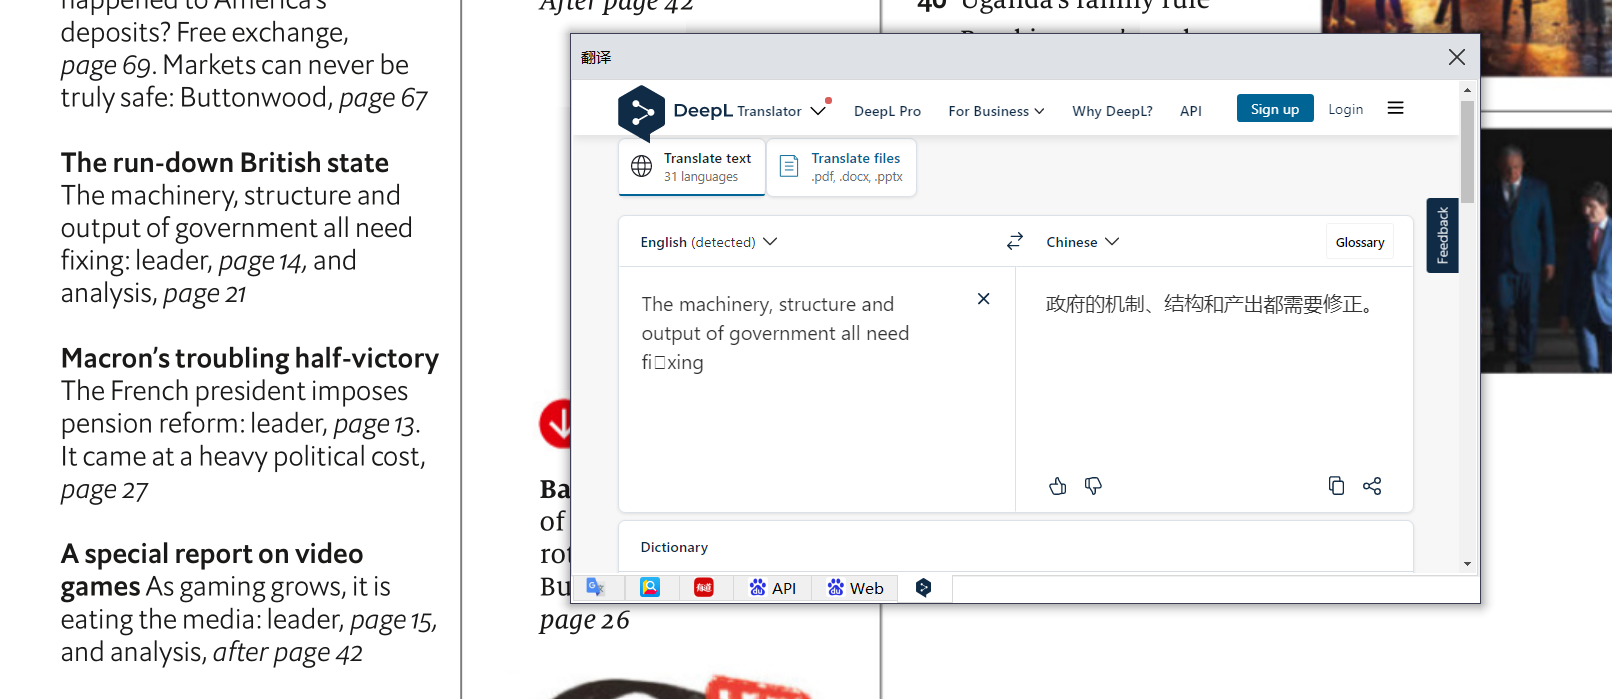 happened to America's
deposits? Free exchange,
page 69. Markets can never be
truly safe: Buttonwood, page 67
The run-down British state
The machinery, structure and
output of government all need
fixing: leader, page 14, and
analysis, page 21
Macron's troubling half-victory
The French president imposes
pension reform: leader, page 13.
It came at a heavy political cost,
page 27
A special report on video
games As gaming grows, it is
eating the media: leader, page 15,
and analysis, after page 42
After page 42
Ba
of
rot
Bu
page 26
40 Uganda's family rule
翻译
DeepL Translator DeepL Pro For Business Why DeepL? API Sign up Login
Translate text
31 languages
Translate files
.pdf, .docx, .pptx
English (detected) Chinese Glossary
The machinery, structure and
output of government all need
fi□xing
政府的机制、结构和产出都需要修正。
Feedback
Dictionary
G 有道 du API du Web